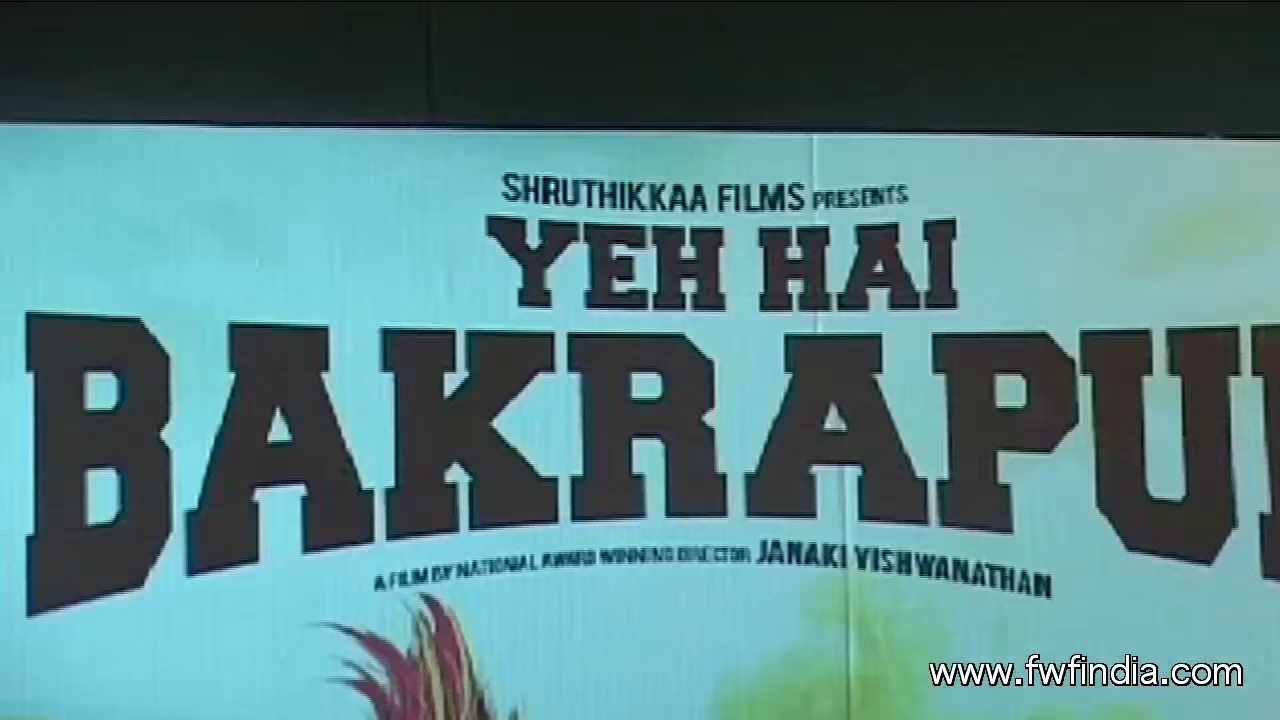 SHRUTHIKKAA FILMS PRESENTS
YEH HAI
BAKRAPU
A FILM BY NATIONAL AWARD WINNING DIRECTOR JANAKI VISHWANATHAN
www.fwfindia.com